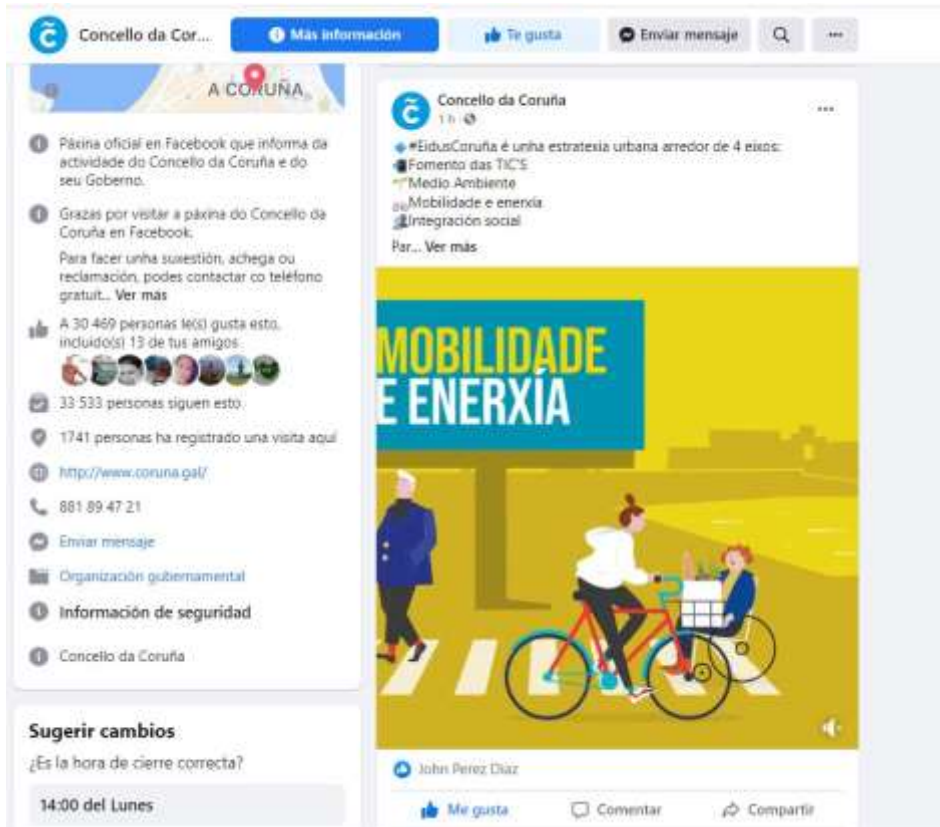 Concello da Cor...
Más información
Te gusta
Enviar mensaje
A CORUÑA
Páxina oficial en Facebook que informa da
actividade do Concello da Coruña e do
seu Goberno.
Grazas por visitar a páxina do Concello da
Coruña en Facebook.
Para facer unha suxestión, achega ou
reclamación, podes contactar co teléfono
gratuít... Ver más
A 30 469 personas le(s) gusta esto,
incluido(s) 13 de tus amigos
33 533 personas siguen esto
1741 personas ha registrado una visita aquí
http://www.coruna.gal/
881 89 47 21
Enviar mensaje
Organización gubernamental
Información de seguridad
Concello da Coruña
Sugerir cambios
¿Es la hora de cierre correcta?
14:00 del Lunes
Concello da Coruña
1 h
#EidusCoruña é unha estratexia urbana arredor de 4 eixos:
Fomento das TIC'S
Medio Ambiente
Mobilidade e enerxía
Integración social
Par... Ver más
MOBILIDADE
E ENERXÍA
John Perez Diaz
Me gusta
Comentar
Compartir